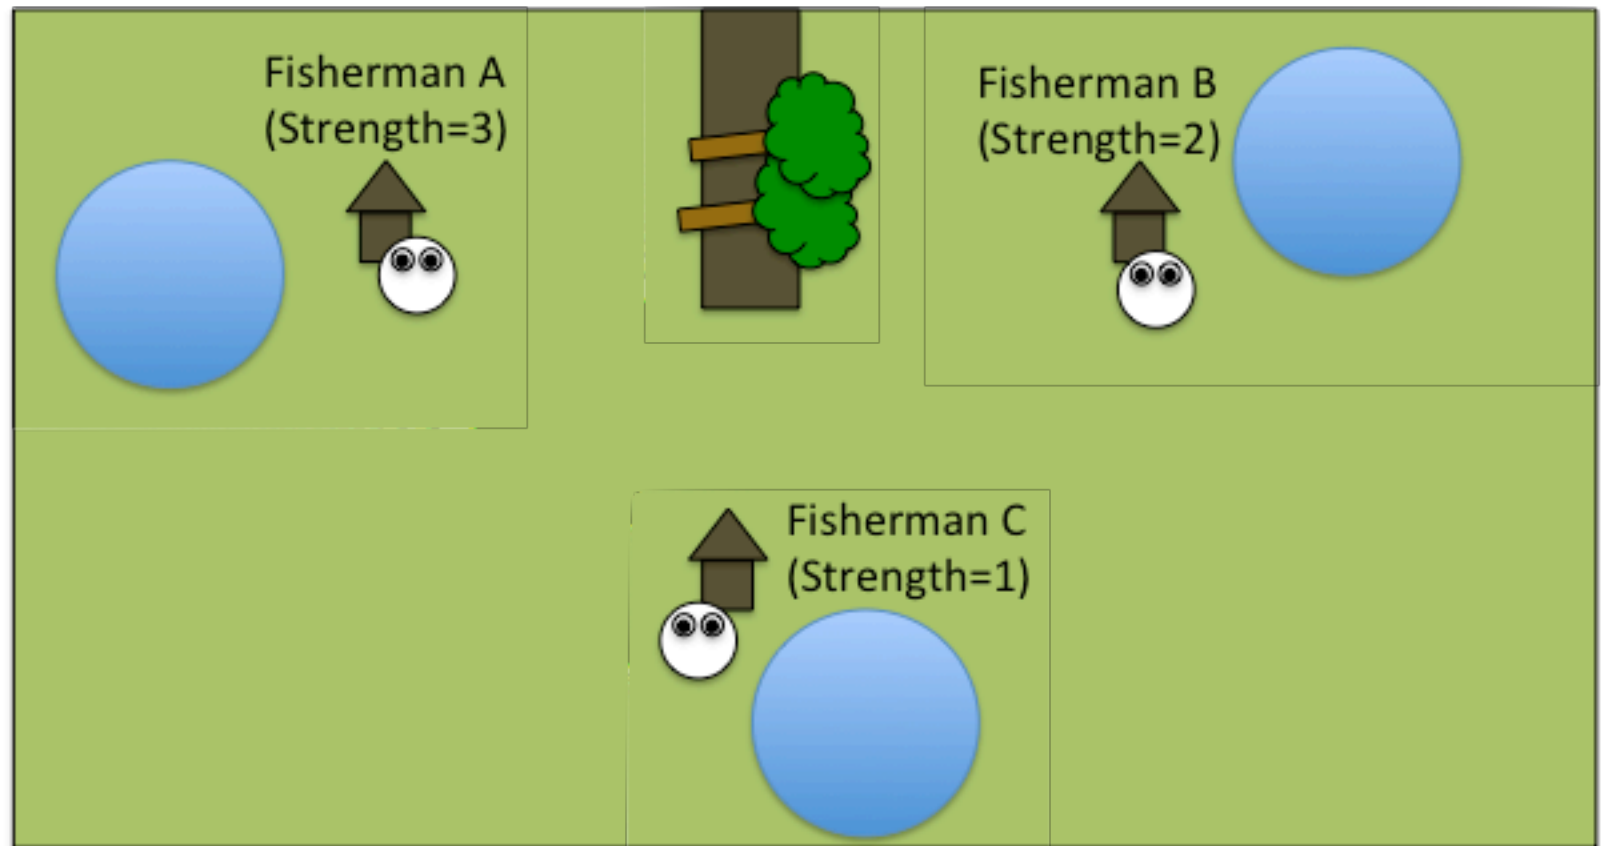 Fisherman A
(Strength=3)
Fisherman B
(Strength=2)
Fisherman C
(Strength=1)